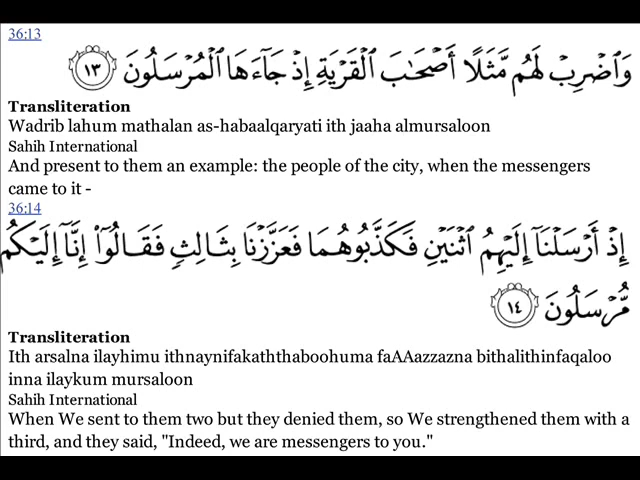 36:13
وَٱضْرِبْ لَهُم مَّثَلًا أَصْحَـٰبَ ٱلْقَرْيَةِ إِذْ جَآءَهَا ٱلْمُرْسَلُونَ ١٣
Transliteration
Wadrib lahum mathalan as-habaalqaryati ith jaaha almursaloon
Sahih International
And present to them an example: the people of the city, when the messengers
came to it -
36:14
إِذْ أَرْسَلْنَآ إِلَيْهِمُ ٱثْنَيْنِ فَكَذَّبُوهُمَا فَعَزَّزْنَا بِثَالِثٍ فَقَالُوٓا۟ إِنَّآ إِلَيْكُم
مُّرْسَلُونَ ١٤
Transliteration
Ith arsalna ilayhimu ithnaynifakaththaboohuma faAAazzazna bithalithinfaqaloo
inna ilaykum mursaloon
Sahih International
When We sent to them two but they denied them, so We strengthened them with a
third, and they said, "Indeed, we are messengers to you."